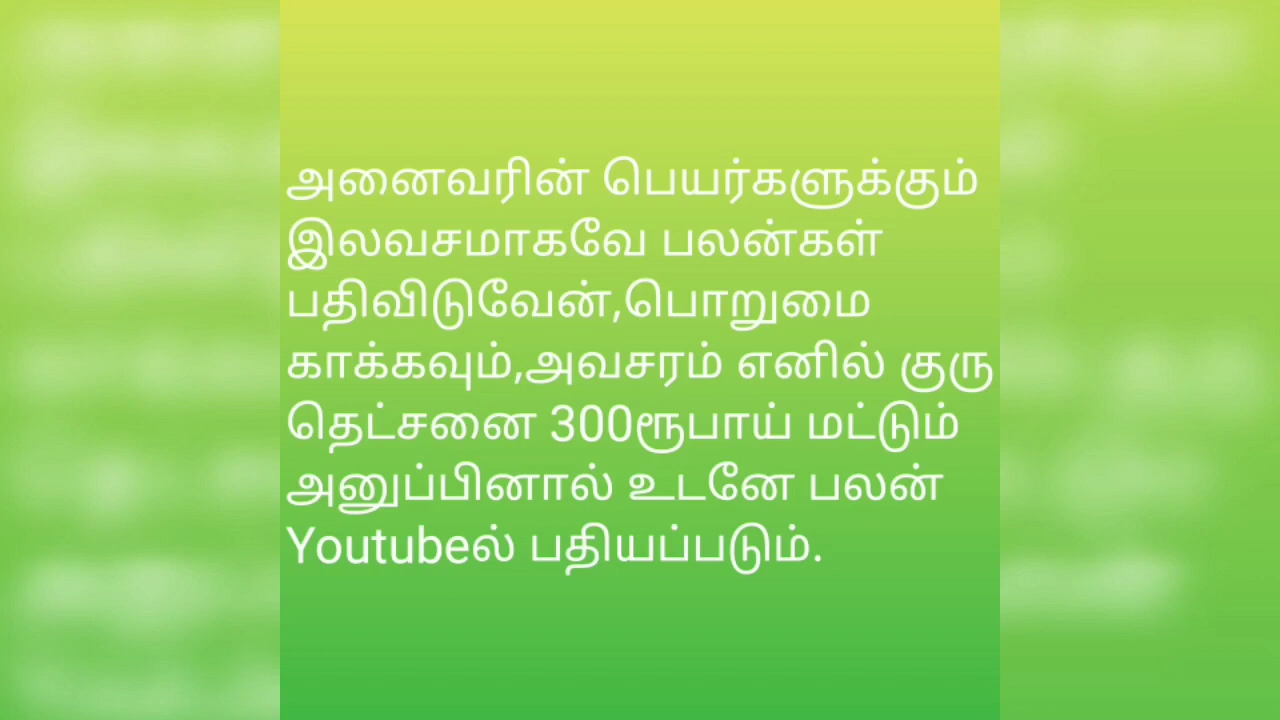 அனைவரின் பெயர்களுக்கும்
இலவசமாகவே பலன்கள்
பதிவிடுவேன்,பொறுமை
காக்கவும்,அவசரம் எனில் குரு
தெட்சனை 300ரூபாய் மட்டும்
அனுப்பினால் உடனே பலன்
Youtubeல் பதியப்படும்.